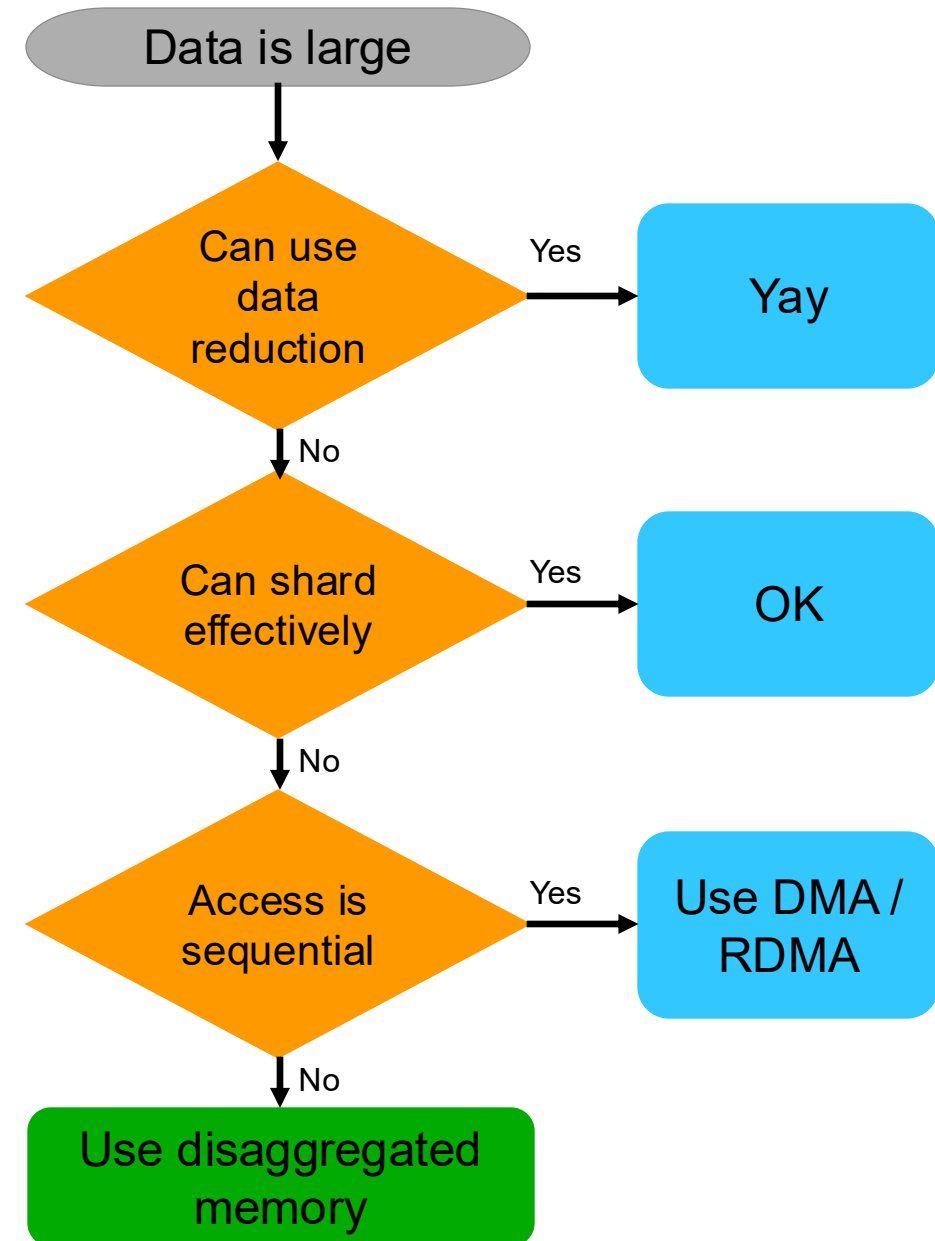 Data is large
Can use
data
reduction
Yes
Yay
No
Can shard
effectively
Yes
OK
No
Access is
sequential
Yes
Use DMA /
RDMA
No
Use disaggregated
memory